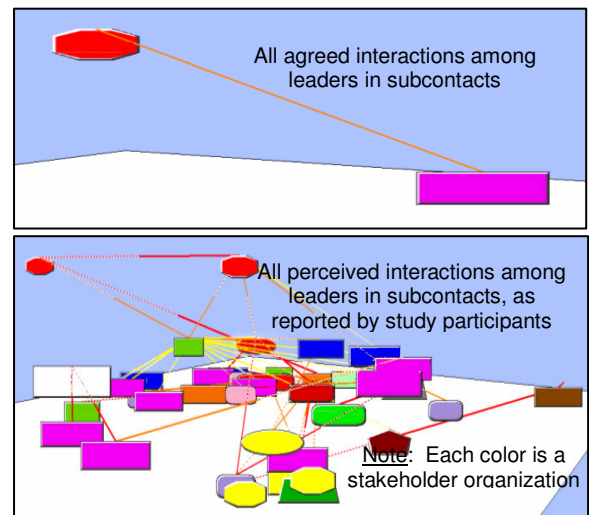 All agreed interactions among
leaders in subcontacts
All perceived interactions among
leaders in subcontacts, as
reported by study participants
Note: Each color is a
stakeholder organization